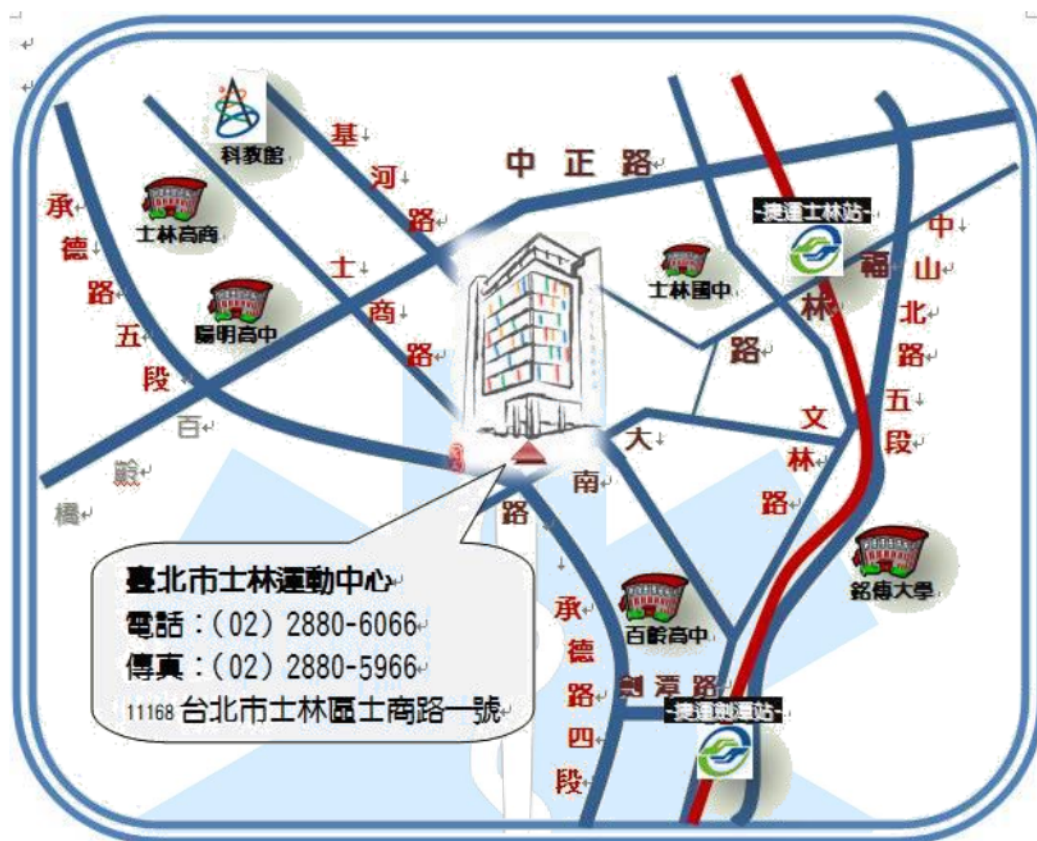 科教館
基河路
中正路
承德路五段
士林高商
士商路
陽明高中
百齡橋
捷運士林站
士林國中
中山北路五段
福林路
文林路
大南路
銘傳大學
百齡高中
承德路四段
劍潭路
捷運劍潭站
臺北市士林運動中心
電話：(02) 2880-6066
傳真：(02) 2880-5966
11168 台北市士林區士商路一號